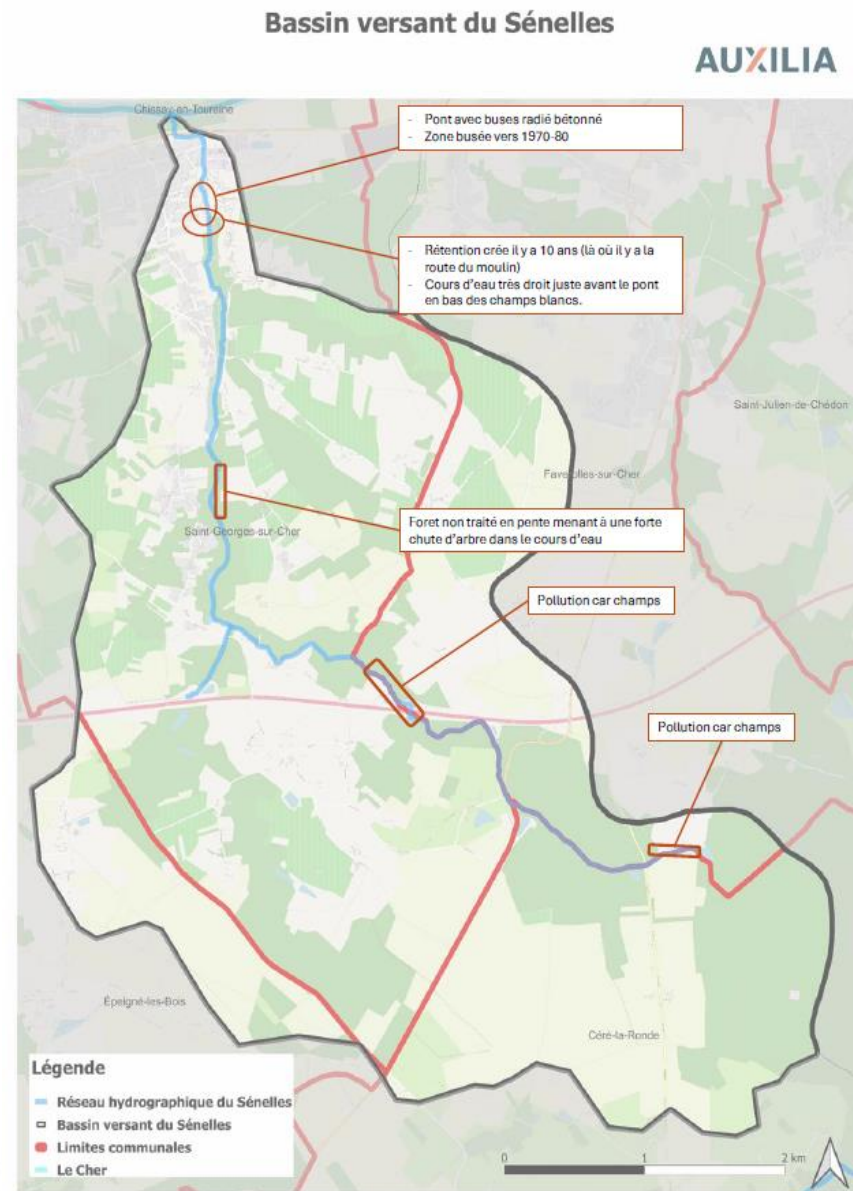 Bassin versant du Sénelles
AUXILIA
Chissay-en-Touraine
- Pont avec buses radié bétonné
- Zone busée vers 1970-80
- Rétention crée il y a 10 ans (là où il y a la
route du moulin)
- Cours d'eau très droit juste avant le pont
en bas des champs blancs.
Saint-Julien-de-Chédon
Faverolles-sur-Cher
Foret non traité en pente menant à une forte
chute d'arbre dans le cours d'eau
Saint-Georges-sur-Cher
Pollution car champs
Pollution car champs
Épeigné-les-Bois
Céré-la-Ronde
Légende
Réseau hydrographique du Sénelles
Bassin versant du Sénelles
Limites communales
Le Cher
0 1 2 km